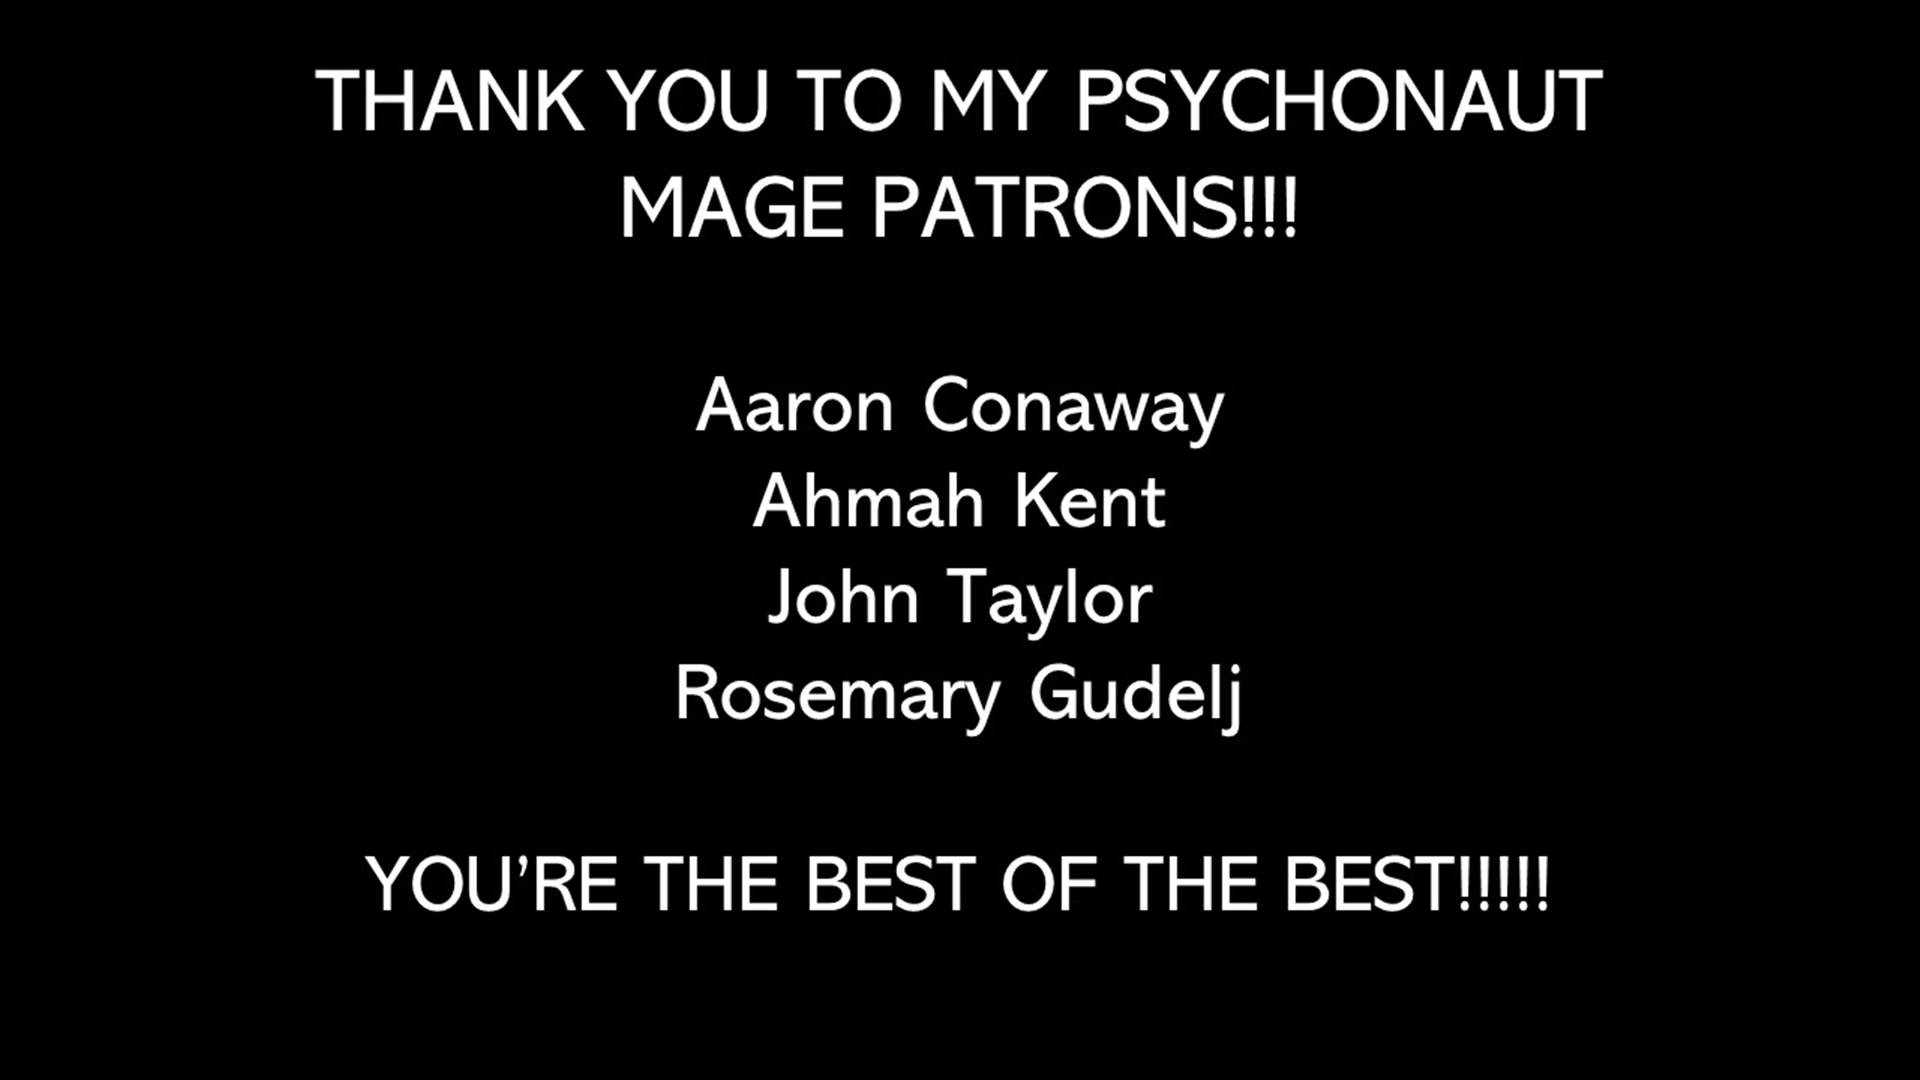 THANK YOU TO MY PSYCHONAUT
MAGE PATRONS!!!
Aaron Conaway
Ahmah Kent
John Taylor
Rosemary Gudelj
YOU’RE THE BEST OF THE BEST!!!!!